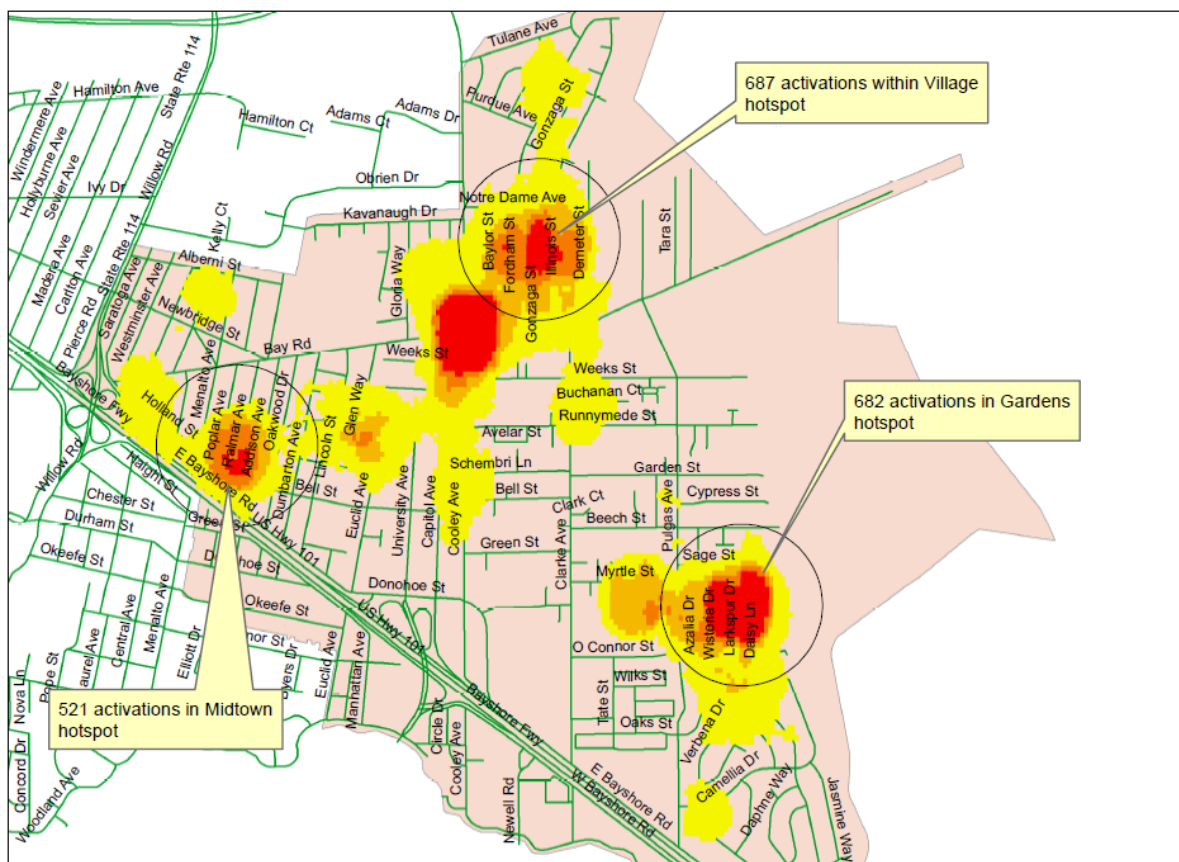 Tulane Ave
State Rte 114
687 activations within Village
hotspot
Hamilton Ave
Windermere Ave
Hollyburne Ave
Sevier Ave
Willow Rd
Hamilton Ct
Adams Ct
Adams Dr
Purdue Ave
Gonzaga St
Ivy Dr
Obrien Dr
Notre Dame Ave
Kavanaugh Dr
Kelly Ct
Madera Ave
Carlton Ave
State Rte 114
Alberni St
Gloria Way
Baylor St
Fordham St
Gonzaga St
Illinois St
Demeter St
Tara St
Pierce Rd
Saratoga Ave
Westminster Ave
Newbridge St
Bay Rd
Weeks St
Weeks St
Bayshore Fwy
Menalto Ave
Holland St
Poplar Ave
Palmar Ave
Addison Ave
Oakwood Dr
Dumbarton Ave
Lincoln St
Glen Way
Buchanan Ct
Runnymede St
682 activations in Gardens
hotspot
Avelar St
Willow Rd
Haight St
E Bayshore Rd
Schembri Ln
Garden St
Bell St
Bell St
Cypress St
Chester St
Green St
US Hwy 101
Euclid Ave
University Ave
Capitol Ave
Cooley Ave
Clark Ct
Beech St
Pulgas Ave
Durham St
Green St
Clarke Ave
Okeefe St
Donohoe St
Donohoe St
Sage St
Myrtle St
Okeefe St
US Hwy 101
Azalia Dr
Wistoria Dr
Larkspur Dr
Daisy Ln
Central Ave
Menalto Ave
Elliott Dr
nor St
O Connor St
Nova Ln
Pope St
aurel Ave
yers Dr
Euclid Ave
Manhattan Ave
Wilks St
521 activations in Midtown
hotspot
Bayshore Fwy
Tate St
Oaks St
Verbena Dr
Concord Dr
Circle Dr
Cooley Ave
Woodland Ave
Newell Rd
E Bayshore Rd
W Bayshore Rd
Camellia Dr
Daphne Way
Jasmine Way